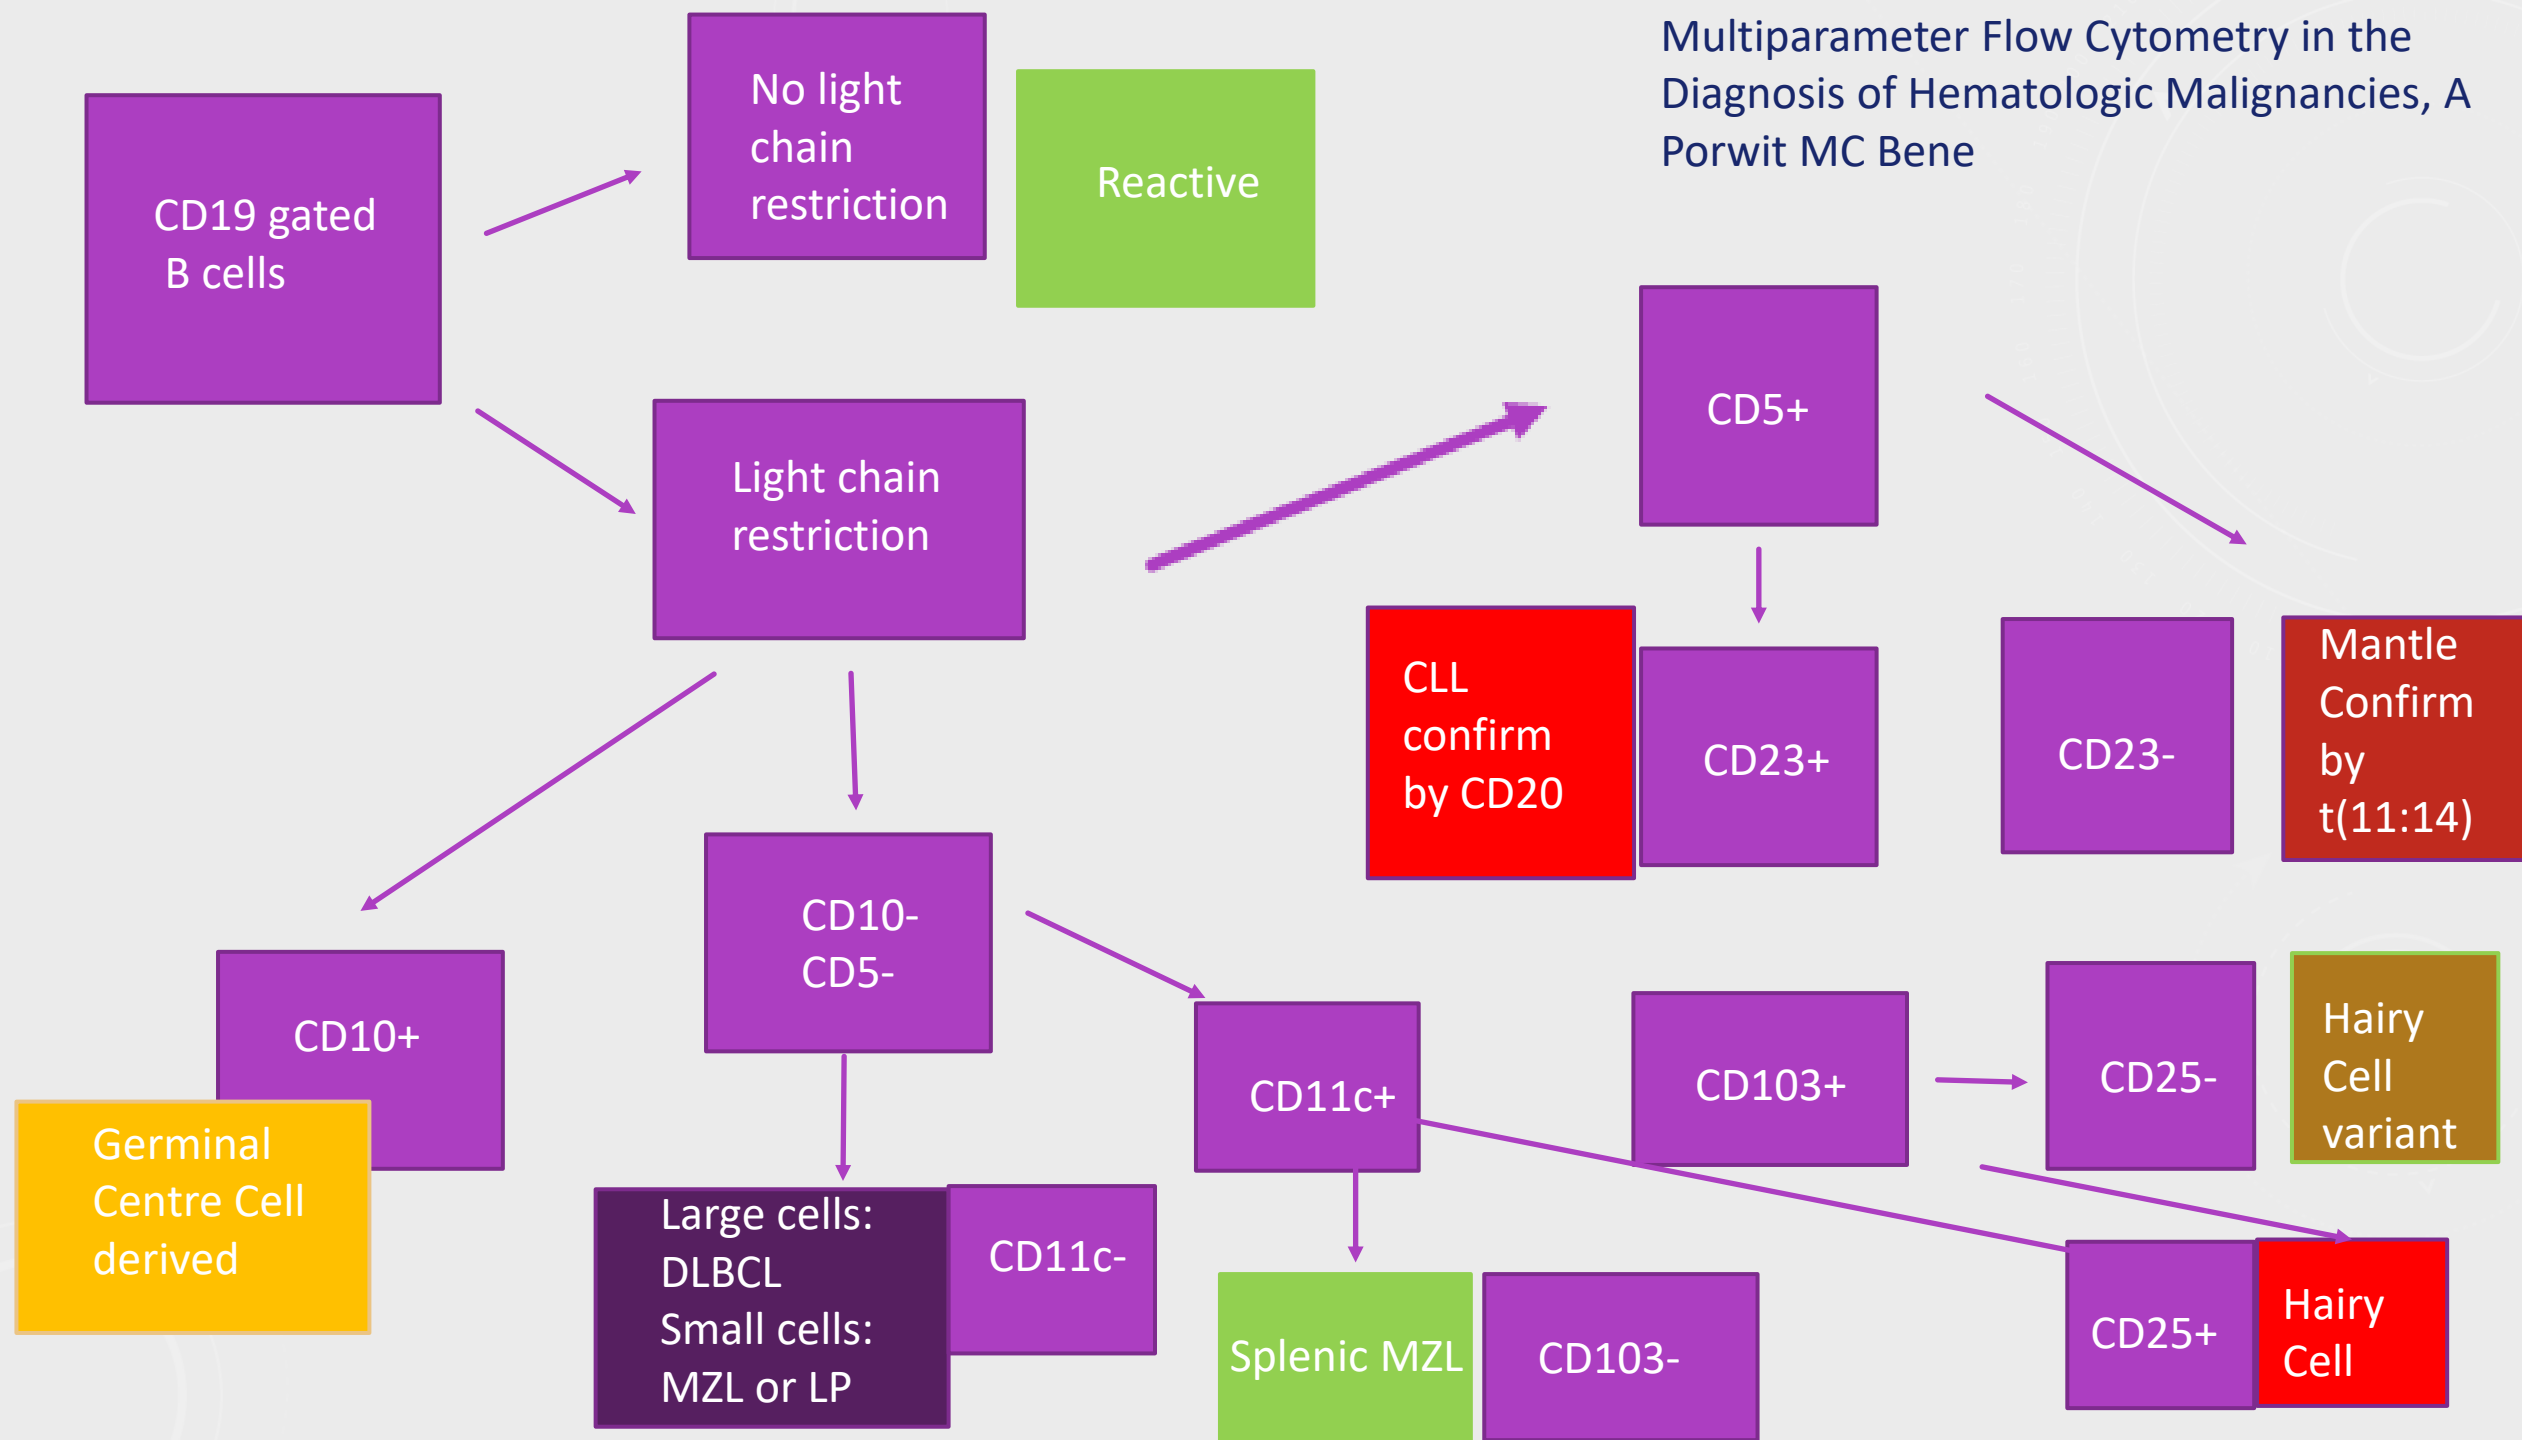 Multiparameter Flow Cytometry in the
Diagnosis of Hematologic Malignancies, A
Porwit MC Bene
No light
chain
restriction
Reactive
CD19 gated
B cells
CD5+
Light chain
restriction
CLL
confirm
by CD20
CD23+
CD23-
Mantle
Confirm
by
t(11:14)
CD10-
CD5-
CD10+
Germinal
Centre Cell
derived
CD11c+
CD103+
CD25-
Hairy
Cell
variant
Large cells:
DLBCL
Small cells:
MZL or LP
CD11c-
Splenic MZL
CD103-
CD25+
Hairy
Cell